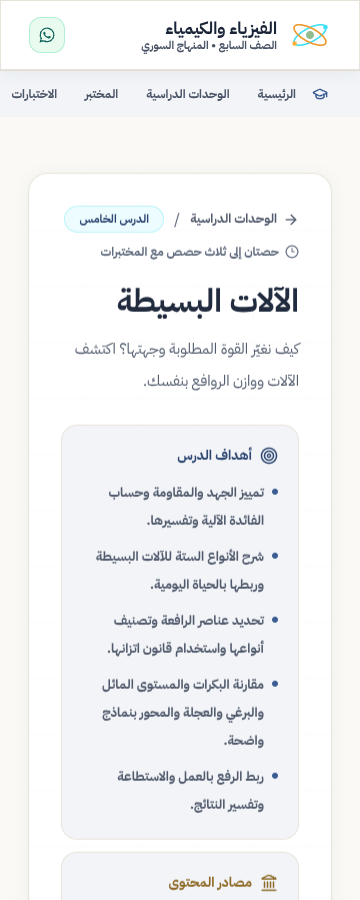 الفيزياء والكيمياء
الصف السابع • المنهاج السوري
الرئيسية
الوحدات الدراسية
المختبر
الاختبارات
الوحدات الدراسية / الدرس الخامس
حصتان إلى ثلاث حصص مع المختبرات
الآلات البسيطة
كيف نغيّر القوة المطلوبة وجهتها؟ اكتشف
الآلات ووازن الروافع بنفسك.
أهداف الدرس
تمييز الجهد والمقاومة وحساب
الفائدة الآلية وتفسيرها.
شرح الأنواع الستة للآلات البسيطة
وربطها بالحياة اليومية.
تحديد عناصر الرافعة وتصنيف
أنواعها واستخدام قانون اتزانها.
مقارنة البكرات والمستوى المائل
والبرغي والعجلة والمحور بنماذج
واضحة.
ربط الرفع بالعمل والاستطاعة
وتفسير النتائج.
مصادر المحتوى